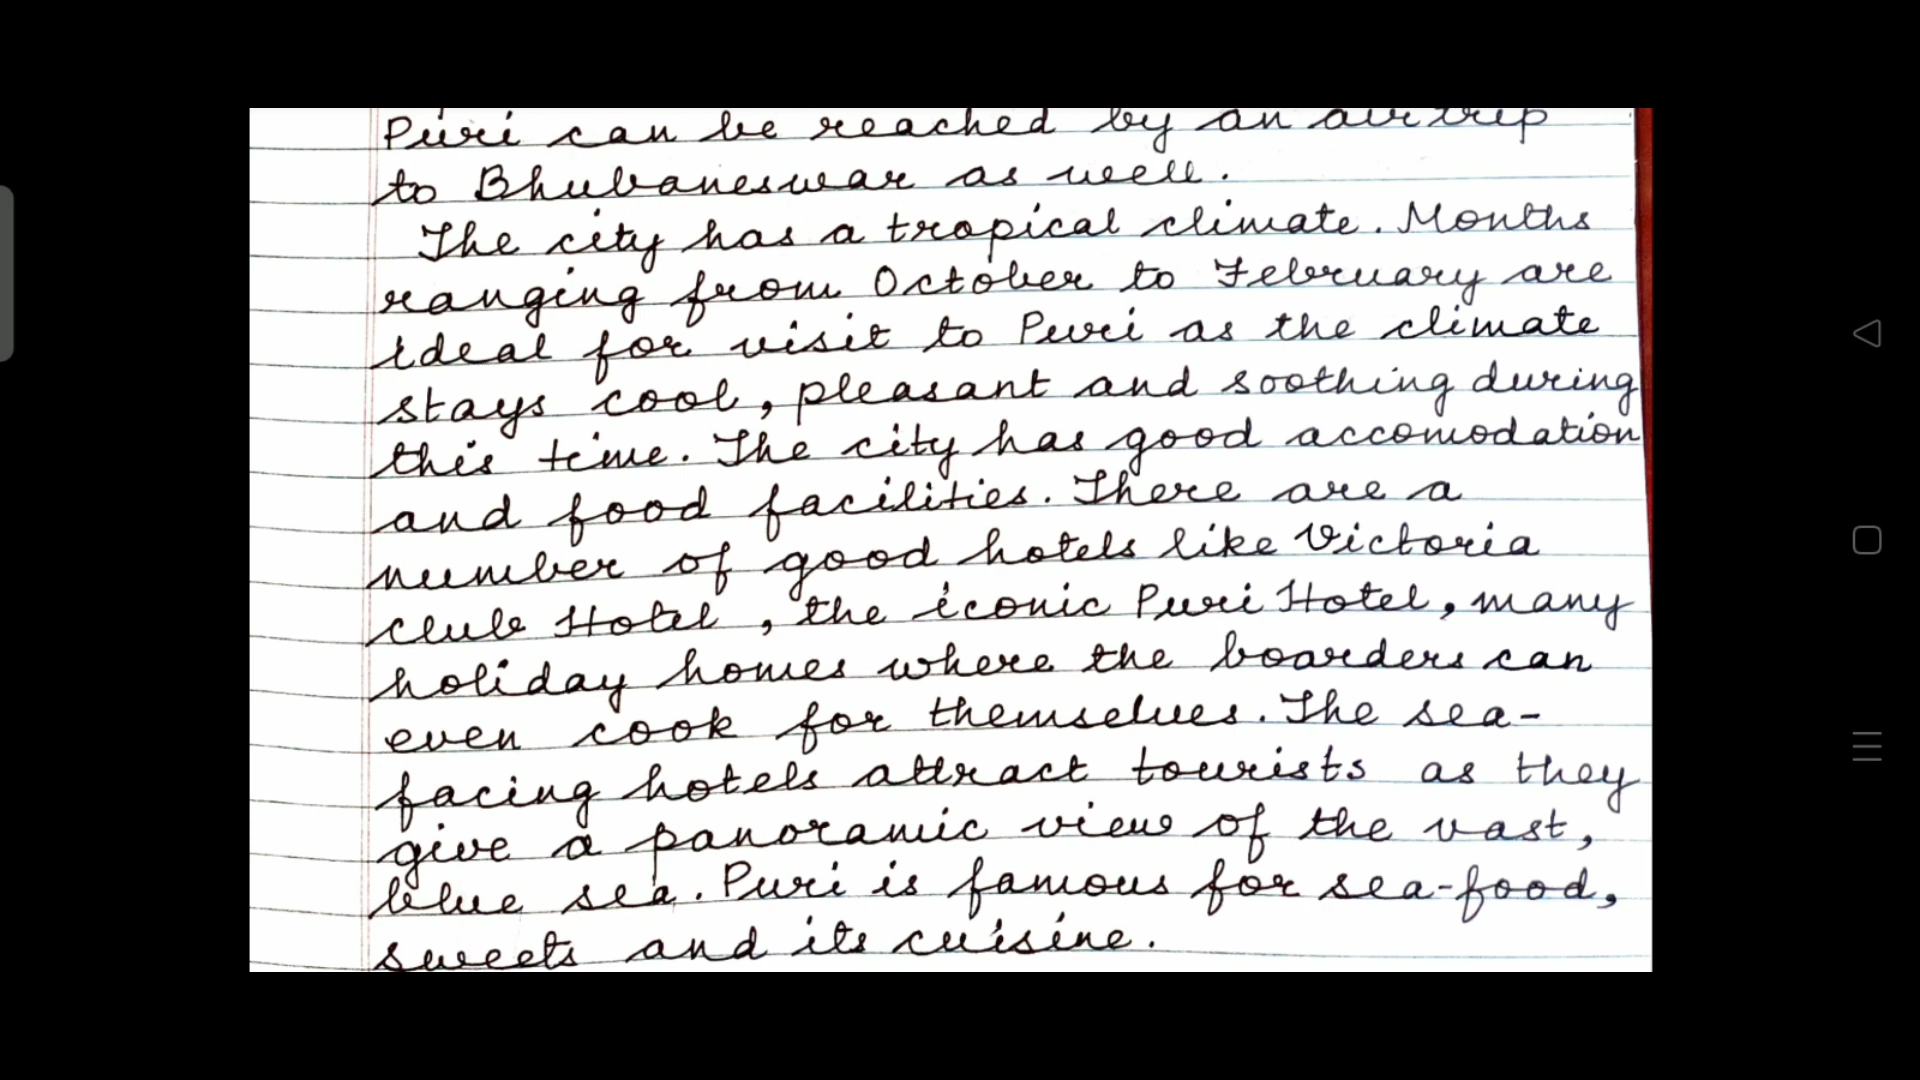 Puri can be reached by an air trip
to Bhubaneswar as well.
The city has a tropical climate. Months
ranging from October to February are
ideal for visit to Puri as the climate
stays cool, pleasant and soothing during
this time. The city has good accomodation
and food facilities. There are a
number of good hotels like Victoria
club Hotel, the iconic Puri Hotel, many
holiday homes where the boarders can
even cook for themselves. The sea-
facing hotels attract tourists as they
give a panoramic view of the vast,
blue sea. Puri is famous for sea-food,
sweets and its cuisine.